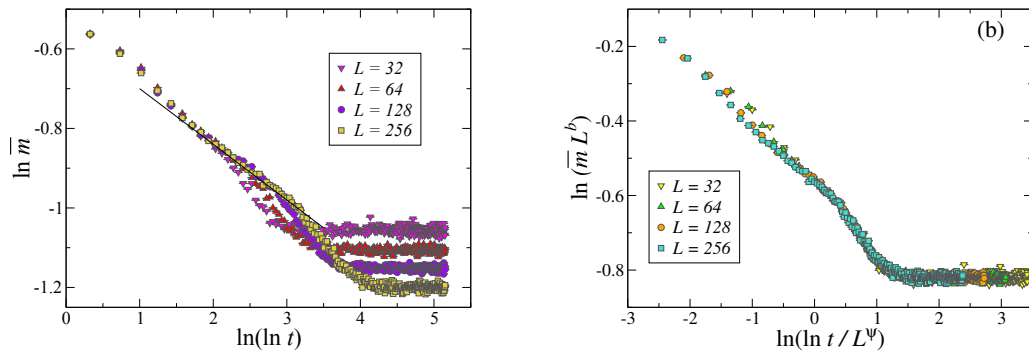 -0.6
-0.8
-1
-1.2
ln m̅
0
1
2
3
4
5
ln(ln t)
L = 32
L = 64
L = 128
L = 256
(b)
-0.2
-0.4
-0.6
-0.8
ln (m̅ L^b)
-3
-2
-1
0
1
2
3
ln(ln t / L^ψ)
L = 32
L = 64
L = 128
L = 256